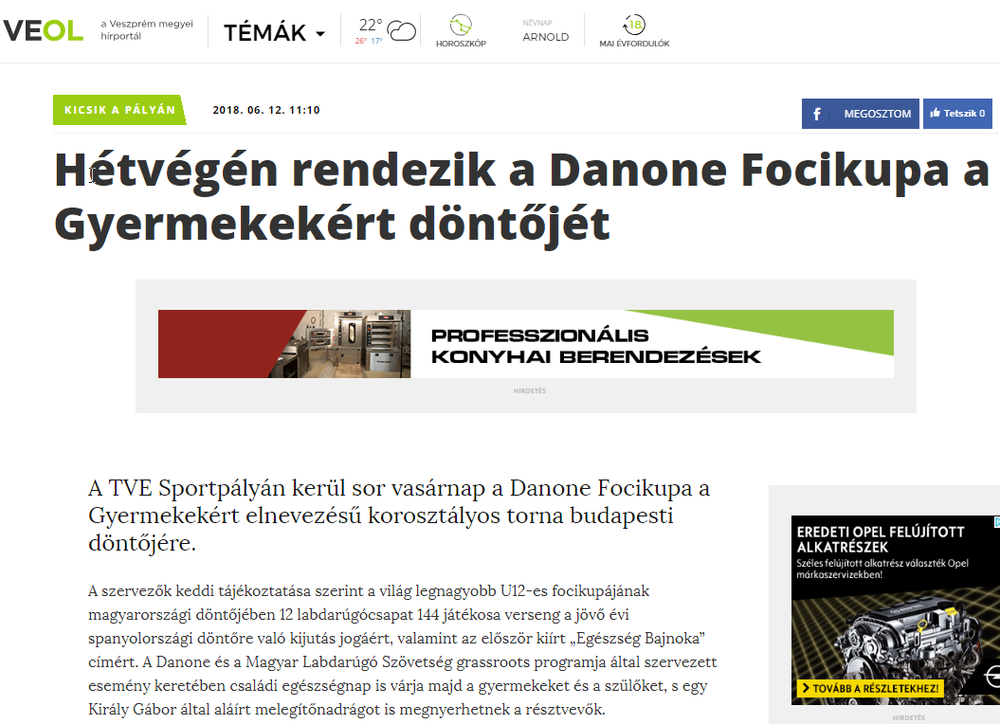 VEOL
a Veszprém megyei
hírportál
TÉMÁK
22°
26° 17°
HOROSZKÓP
NÉVNAP
ARNOLD
18
MAI ÉVFORDULÓK
KICSIK A PÁLYÁN
2018. 06. 12. 11:10
f MEGOSZTOM
Tetszik 0
Hétvégén rendezik a Danone Focikupa a
Gyermekekért döntőjét
PROFESSZIONÁLIS
KONYHAI BERENDEZÉSEK
HIRDETÉS
A TVE Sportpályán kerül sor vasárnap a Danone Focikupa a
Gyermekekért elnevezésű korosztályos torna budapesti
döntőjére.
A szervezők keddi tájékoztatása szerint a világ legnagyobb U12-es focikupájának
magyarországi döntőjében 12 labdarúgócsapat 144 játékosa verseng a jövő évi
spanyolországi döntőre való kijutás jogáért, valamint az először kiírt „Egészség Bajnoka”
címért. A Danone és a Magyar Labdarúgó Szövetség grassroots programja által szervezett
esemény keretében családi egészségnap is várja majd a gyermekeket és a szülőket, s egy
Király Gábor által aláírt melegítőnadrágot is megnyerhetnek a résztvevők.
EREDETI OPEL FELÚJÍTOTT
ALKATRÉSZEK
Széles felújított alkatrész választék Opel
márkaszervizekben!
TOVÁBB A RÉSZLETEKHEZ!
HIRDETÉS